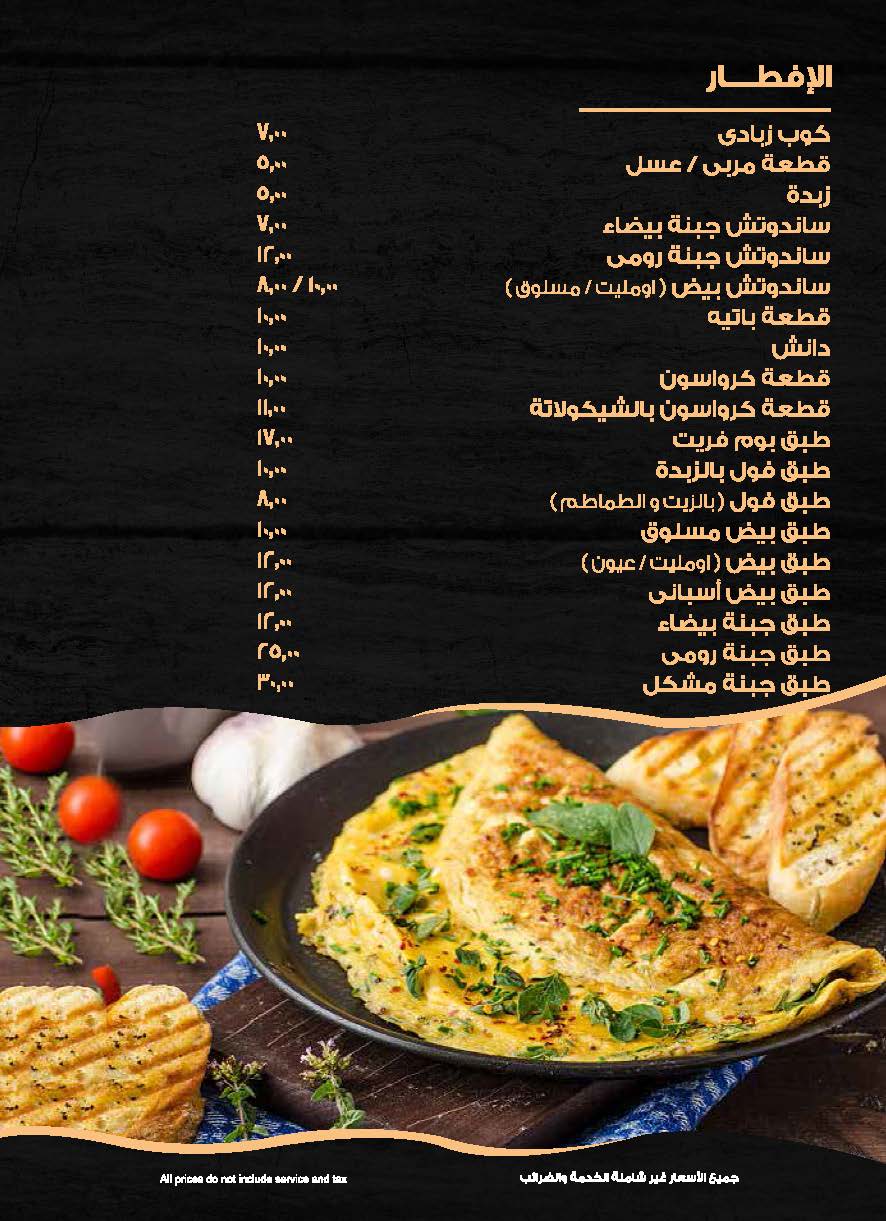 الإفطـــار
كوب زبادى ٧,٠٠
قطعة مربى / عسل ٥,٠٠
زبدة ٥,٠٠
ساندوتش جبنة بيضاء ٧,٠٠
ساندوتش جبنة رومى ١٢,٠٠
ساندوتش بيض (اومليت / مسلوق) ٨,٠٠ / ١٠,٠٠
قطعة باتيه ١٠,٠٠
دانش ١٠,٠٠
قطعة كرواسون ١٠,٠٠
قطعة كرواسون بالشيكولاتة ١١,٠٠
طبق بوم فريت ١٧,٠٠
طبق فول بالزبدة ١٠,٠٠
طبق فول (بالزيت و الطماطم) ٨,٠٠
طبق بيض مسلوق ١٠,٠٠
طبق بيض (اومليت / عيون) ١٢,٠٠
طبق بيض أسبانى ١٢,٠٠
طبق جبنة بيضاء ١٢,٠٠
طبق جبنة رومى ٢٥,٠٠
طبق جبنة مشكل ٣٠,٠٠
جميع الأسعار غير شاملة الخدمة والضرائب
All prices do not include service and tax